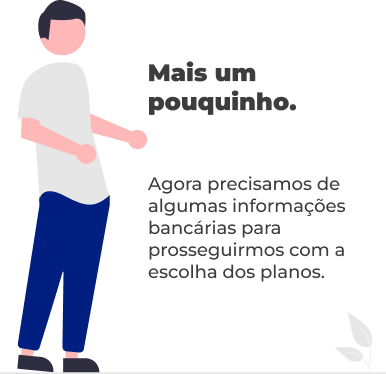 Mais um
pouquinho.
Agora precisamos de
algumas informações
bancárias para
prosseguirmos com a
escolha dos planos.